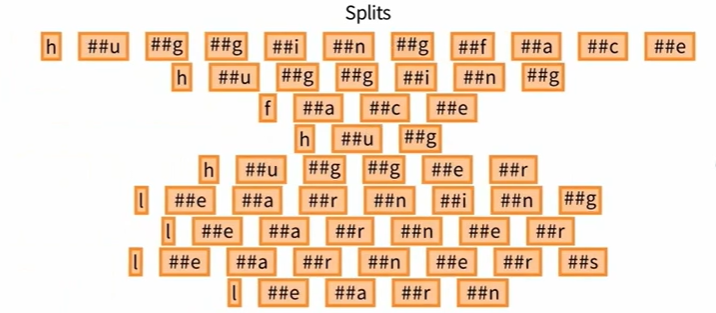 Splits
h ##u ##g ##g ##i ##n ##g ##f ##a ##c ##e
h ##u ##g ##g ##i ##n ##g
f ##a ##c ##e
h ##u ##g
h ##u ##g ##g ##e ##r
l ##e ##a ##r ##n ##i ##n ##g
l ##e ##a ##r ##n ##e ##r
l ##e ##a ##r ##n ##e ##r ##s
l ##e ##a ##r ##n